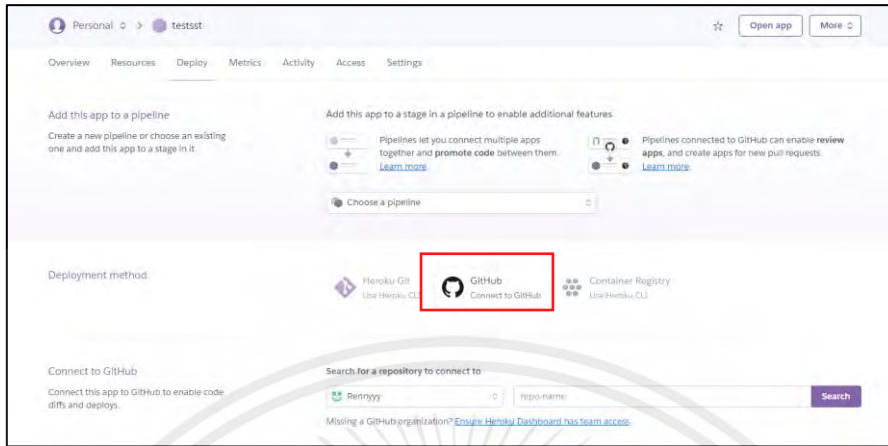 Personal > testsst
Open app
More
Overview Resources Deploy Metrics Activity Access Settings
Add this app to a pipeline
Create a new pipeline or choose an existing
one and add this app to a stage in it.
Add this app to a stage in a pipeline to enable additional features
Pipelines let you connect multiple apps
together and promote code between them.
Learn more.
Pipelines connected to GitHub can enable review
apps, and create apps for new pull requests.
Learn more.
Choose a pipeline
Deployment method
Heroku Git
Use Heroku CLI
GitHub
Connect to GitHub
Container Registry
Use Heroku CLI
Connect to GitHub
Connect this app to GitHub to enable code
diffs and deploys.
Search for a repository to connect to
Rennyyy
repo-name
Search
Missing a GitHub organization? Ensure Heroku Dashboard has team access.